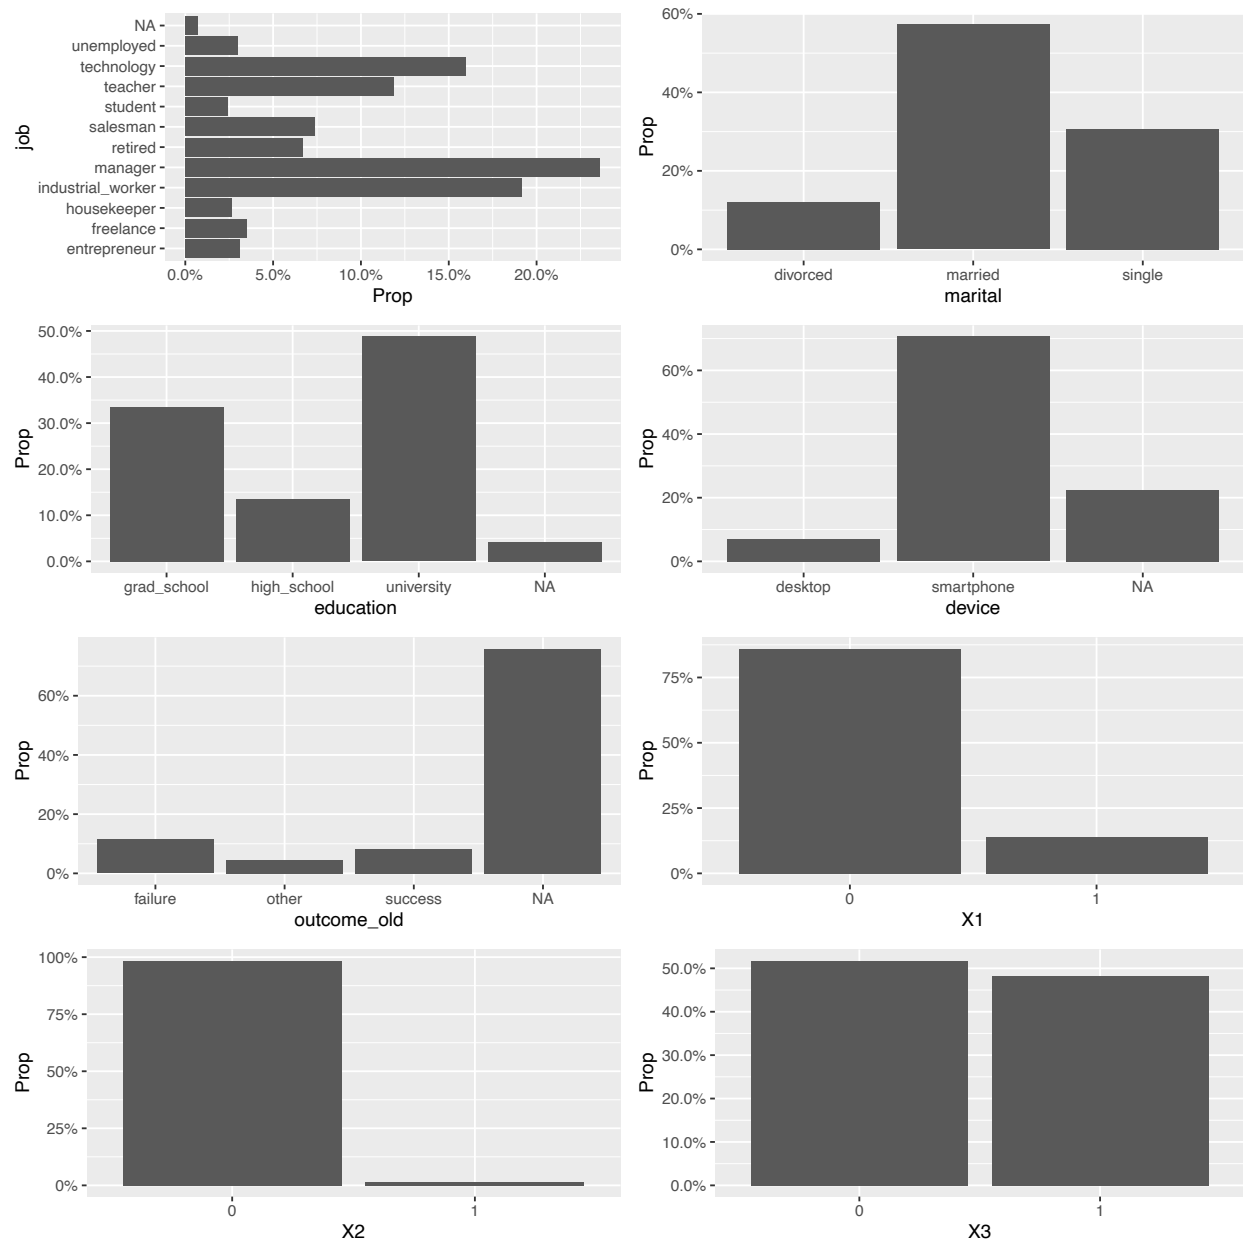 NA
unemployed
technology
teacher
student
salesman
retired
manager
industrial_worker
housekeeper
freelance
entrepreneur
job
0.0% 5.0% 10.0% 15.0% 20.0%
Prop
60%
40%
20%
0%
Prop
divorced married single
marital
50.0%
40.0%
30.0%
20.0%
10.0%
0.0%
Prop
grad_school high_school university NA
education
60%
40%
20%
0%
Prop
desktop smartphone NA
device
60%
40%
20%
0%
Prop
failure other success NA
outcome_old
75%
50%
25%
0%
Prop
0 1
X1
100%
75%
50%
25%
0%
Prop
0 1
X2
50.0%
40.0%
30.0%
20.0%
10.0%
0.0%
Prop
0 1
X3